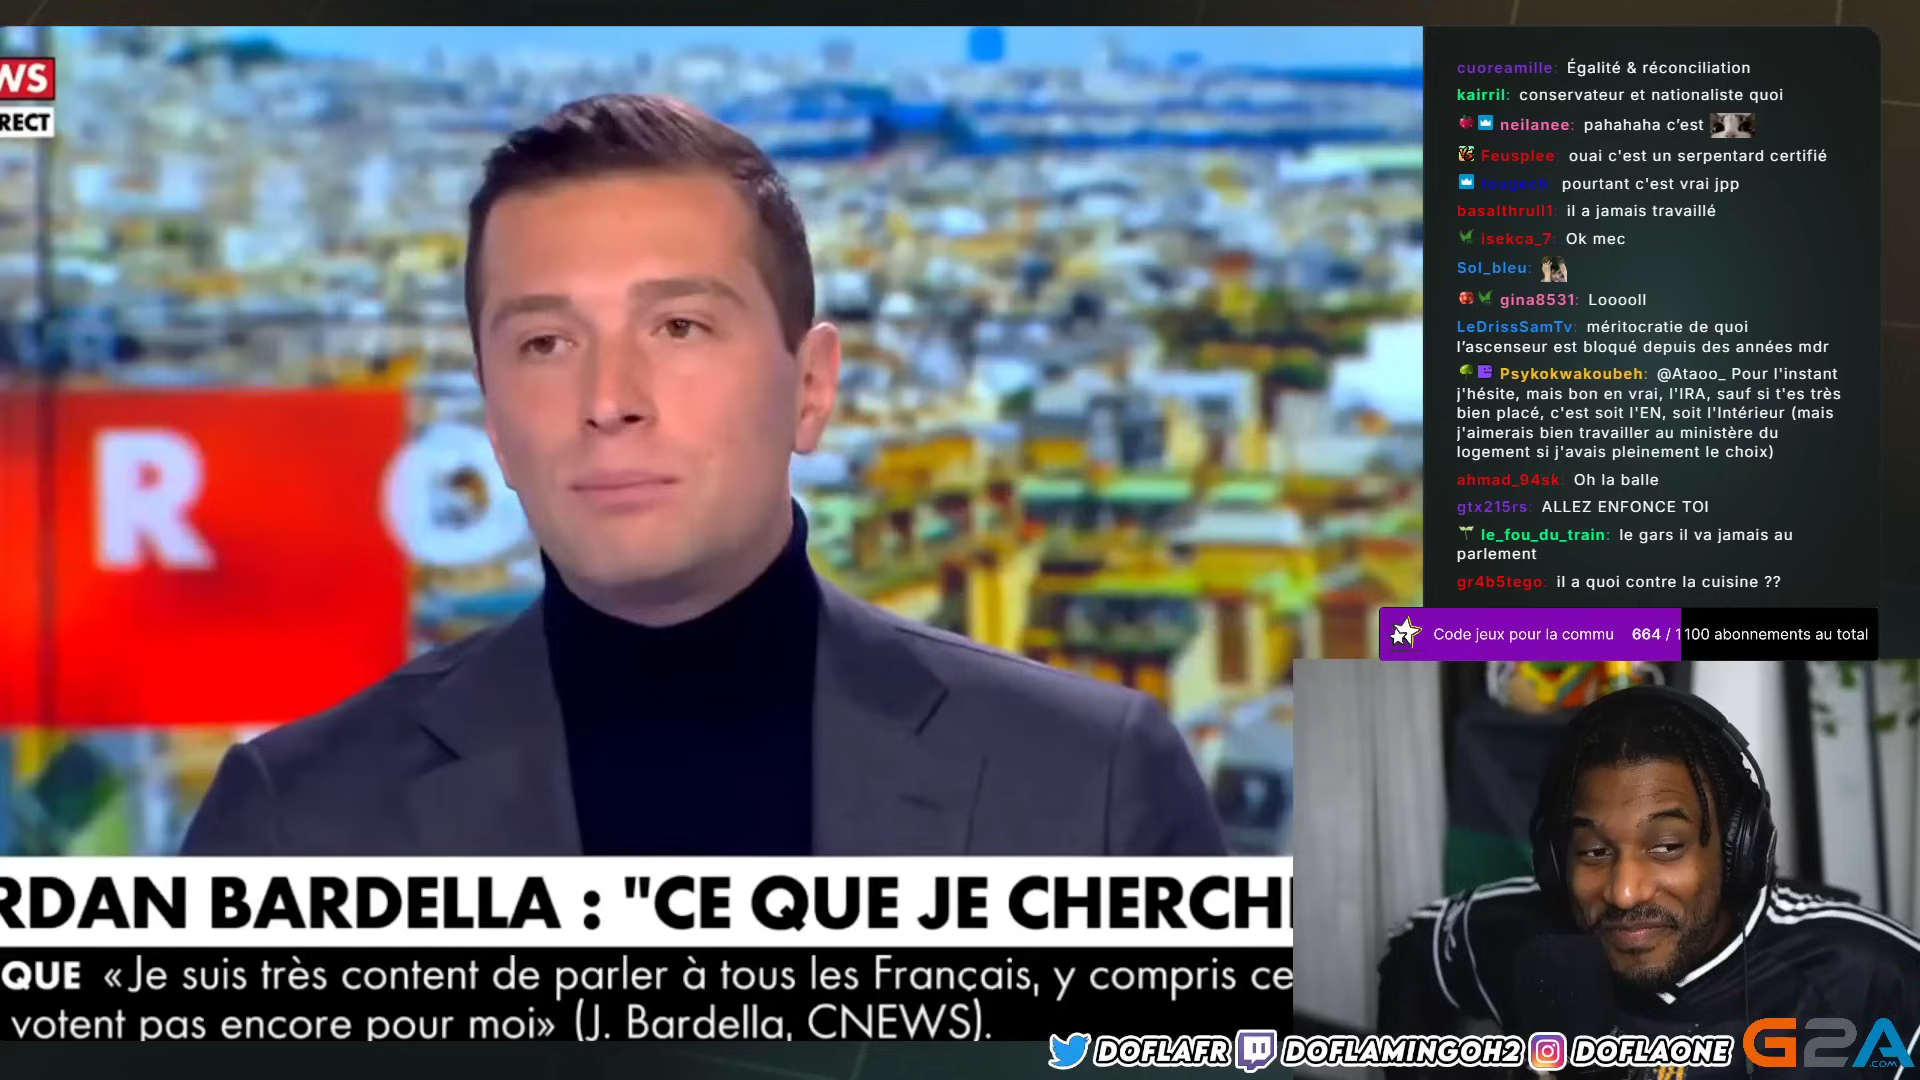 WS
RECT
R O
RDAN BARDELLA : "CE QUE JE CHERCH
QUE «Je suis très content de parler à tous les Français, y compris ce
votent pas encore pour moi» (J. Bardella, CNEWS).
cuoreamille: Égalité & réconciliation
kairril: conservateur et nationaliste quoi
neilanee: pahahaha c'est
Feusplee: ouai c'est un serpentard certifié
pourtant c'est vrai jpp
basalthrull1: il a jamais travaillé
isekca_7: Ok mec
Sol_bleu:
gina8531: Looooll
LeDrissSamTv: méritocratie de quoi
l'ascenseur est bloqué depuis des années mdr
Psykokwakoubeh: @Ataoo_ Pour l'instant
j'hésite, mais bon en vrai, l'IRA, sauf si t'es très
bien placé, c'est soit l'EN, soit l'Intérieur (mais
j'aimerais bien travailler au ministère du
logement si j'avais pleinement le choix)
ahmad_94sk: Oh la balle
gtx215rs: ALLEZ ENFONCE TOI
le_fou_du_train: le gars il va jamais au
parlement
gr4b5tego: il a quoi contre la cuisine ??
Code jeux pour la commu 664 / 1100 abonnements au total
DOFLAFR DOFLAMINGOH2 DOFLAONE G2A
.COM